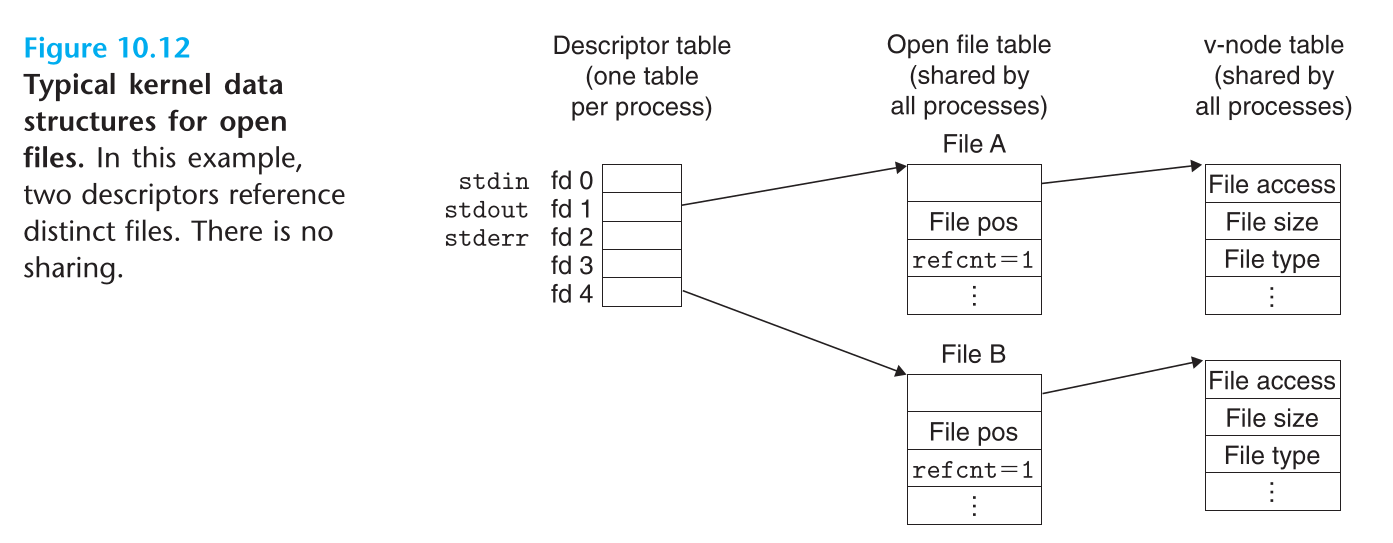 Figure 10.12
Typical kernel data
structures for open
files. In this example,
two descriptors reference
distinct files. There is no
sharing.
Descriptor table
(one table
per process)
Open file table
(shared by
all processes)
v-node table
(shared by
all processes)
stdin fd 0
stdout fd 1
stderr fd 2
fd 3
fd 4
File A
File pos
refcnt=1
⋮
File access
File size
File type
⋮
File B
File pos
refcnt=1
⋮
File access
File size
File type
⋮